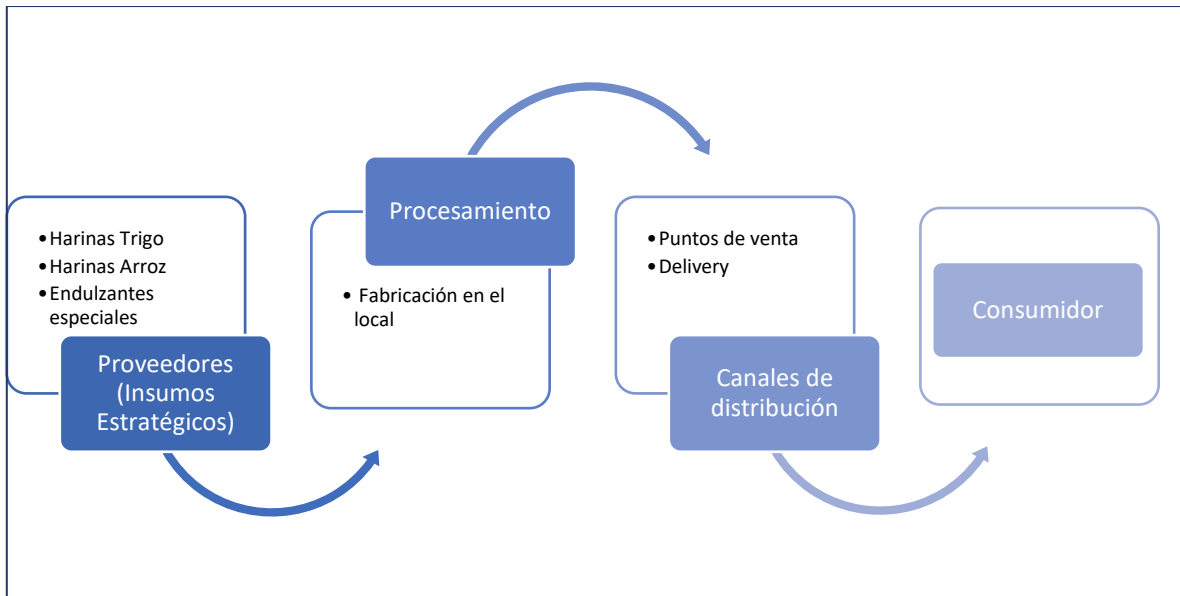 •Harinas Trigo
•Harinas Arroz
•Endulzantes
especiales
Proveedores
(Insumos
Estratégicos)
Procesamiento
• Fabricación en el
local
•Puntos de venta
•Delivery
Canales de
distribución
Consumidor